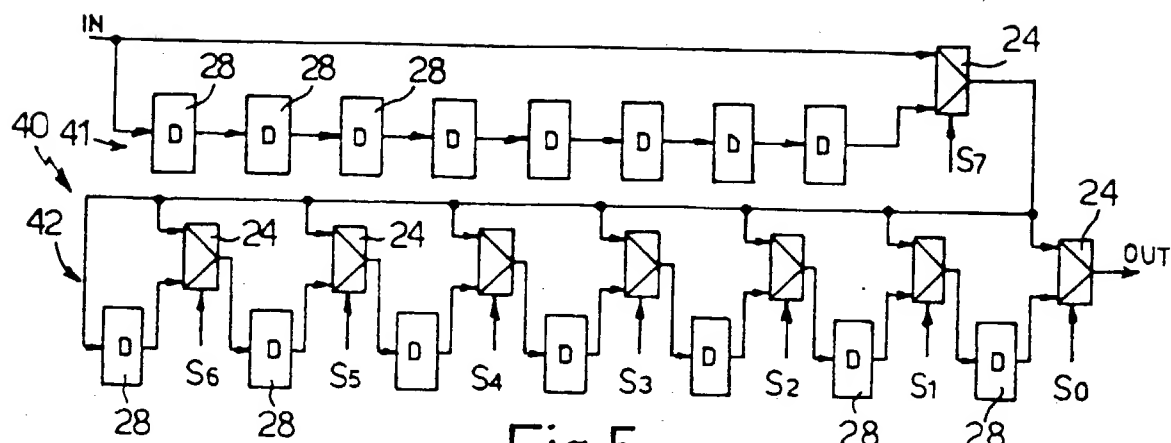 IN
24
28 28 28
D D D D D D D D
40 41
S7
42
24 24 24
OUT
D D D D D D D
S6 S5 S4 S3 S2 S1 S0
28 28 28 28
Fig.5